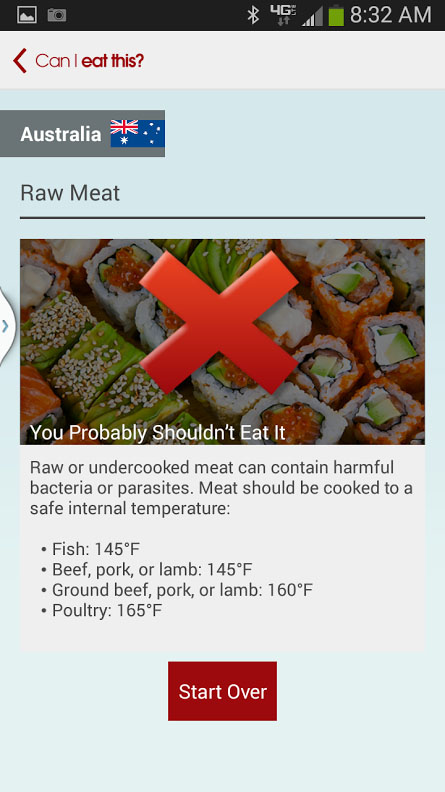 4G LTE 8:32 AM
Can I eat this?
Australia
Raw Meat
You Probably Shouldn't Eat It
Raw or undercooked meat can contain harmful
bacteria or parasites. Meat should be cooked to a
safe internal temperature:
• Fish: 145°F
• Beef, pork, or lamb: 145°F
• Ground beef, pork, or lamb: 160°F
• Poultry: 165°F
Start Over